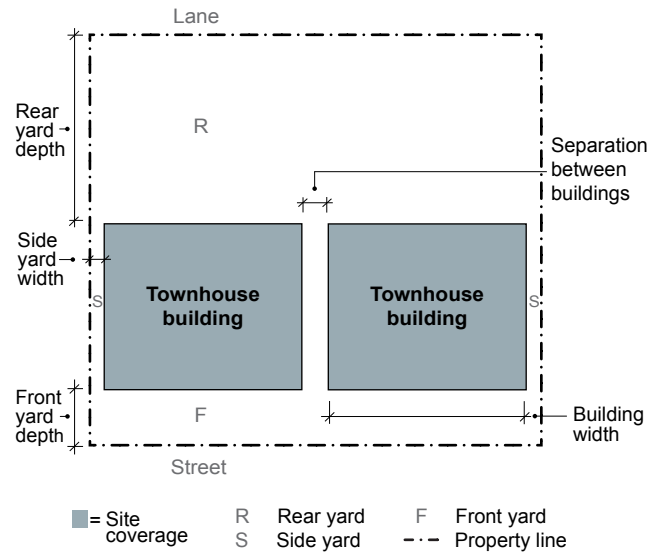 Lane
Rear
yard
depth
R
Separation
between
buildings
Side
yard
width
S
Townhouse
building
Townhouse
building
S
Front
yard
depth
F
Building
width
Street
= Site
coverage
R Rear yard
F Front yard
S Side yard
Property line